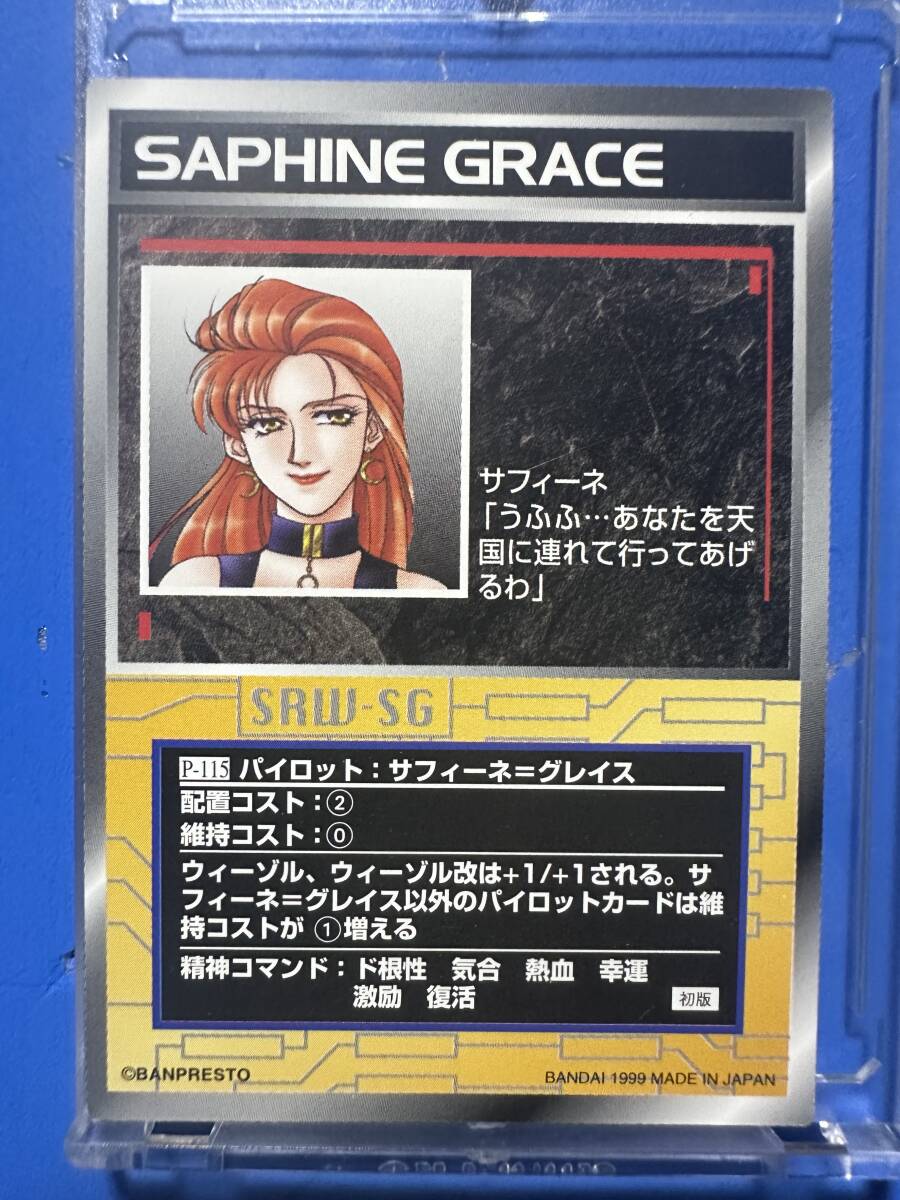 SAPHINE GRACE
サフィーネ
「うふふ…あなたを天
国に連れて行ってあげ
るわ」
SRW-SG
P-115 パイロット：サフィーネ＝グレイス
配置コスト：②
維持コスト：⓪
ウィーゾル、ウィーゾル改は+1/+1される。サ
フィーネ＝グレイス以外のパイロットカードは維
持コストが ①増える
精神コマンド：ド根性　気合　熱血　幸運
激励　復活
初版
©BANPRESTO
BANDAI 1999 MADE IN JAPAN